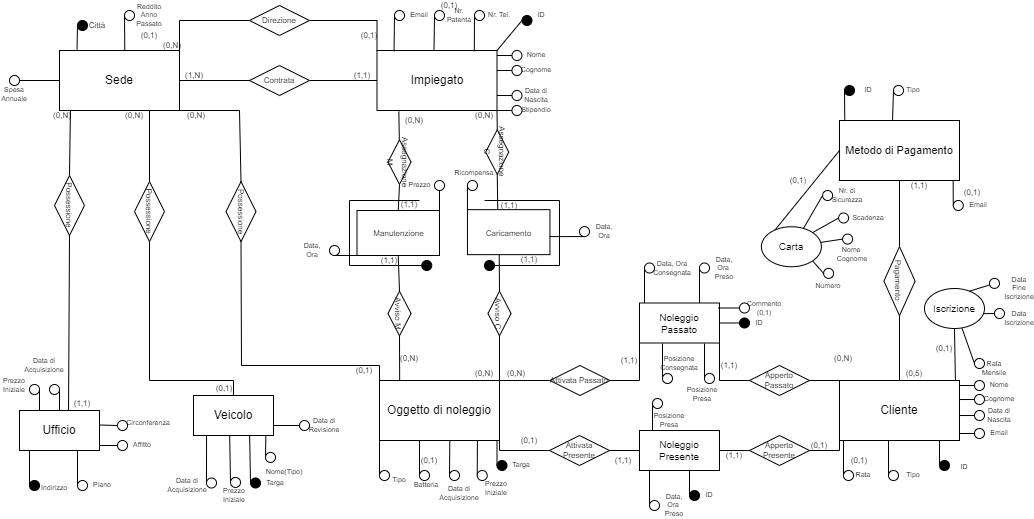 Reddito
Anno
Passato
(0,1)
Città
Direzione
(0,N)
(0,1)
Email
(0,1)
Nr.
Patenta
Nr. Tel.
ID
Sede
(1,N)
Contrata
(1,1)
Impiegato
Nome
Cognome
Data di
Nascita
Stipendio
Spesa
Annuale
(0,N)
(0,N)
(0,N)
(0,N)
(0,N)
ID
Tipo
Metodo di Pagamento
(0,1)
(1,1)
(0,1)
Email
Assegnazione
M
Assegnazione
C
Prezzo
Ricompensa
Possessione
Possessione
Possessione
(1,1)
(1,1)
Manutenzione
Caricamento
Data,
Ora
Data,
Ora
(1,1)
(1,1)
Nr. di
Sicurezza
Scadenza
Carta
Nome
Cognome
Numero
Pagamento
Data
Fine
Iscrizione
Iscrizione
Data
Iscrizione
(0,1)
Rata
Mensile
Avviso M
Avviso C
Data, Ora
Consegnata
Data,
Ora
Preso
Noleggio
Passato
Commento
(0,1)
ID
(0,N)
(0,1)
(0,N)
(0,N)
Attivata Passato
(1,1)
Posizione
Consegnata
Posizione
Presa
(1,1)
Apperto
Passato
(0,N)
(0,5)
Data di
Acquisizione
Prezzo
Iniziale
(1,1)
Ufficio
Circonferenza
Affitto
Indirizzo
Piano
(0,1)
Veicolo
Data di
Revisione
Nome(Tipo)
Data di
Acquisizione
Prezzo
Iniziale
Targa
Oggetto di noleggio
(0,1)
Tipo
(0,1)
Batteria
Data di
Acquisizione
Prezzo
Iniziale
Targa
Attivata
Presente
(1,1)
Posizione
Presa
Noleggio
Presente
Data,
Ora
Preso
ID
(1,1)
Apperto
Presente
(0,1)
Cliente
Nome
Cognome
Data di
Nascita
Email
(0,1)
Rata
Tipo
ID